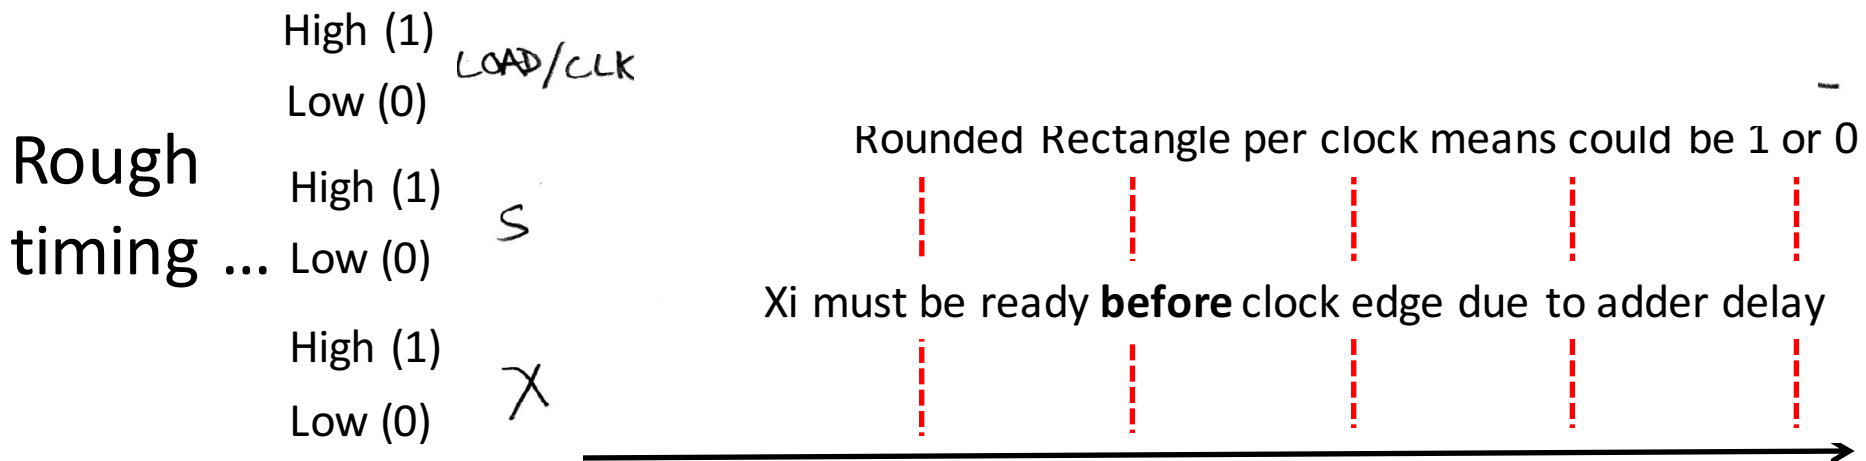 High (1)
LOAD/CLK
Low (0)
Rounded Rectangle per clock means could be 1 or 0
Rough
timing ...
High (1)
S
Low (0)
Xi must be ready before clock edge due to adder delay
High (1)
X
Low (0)